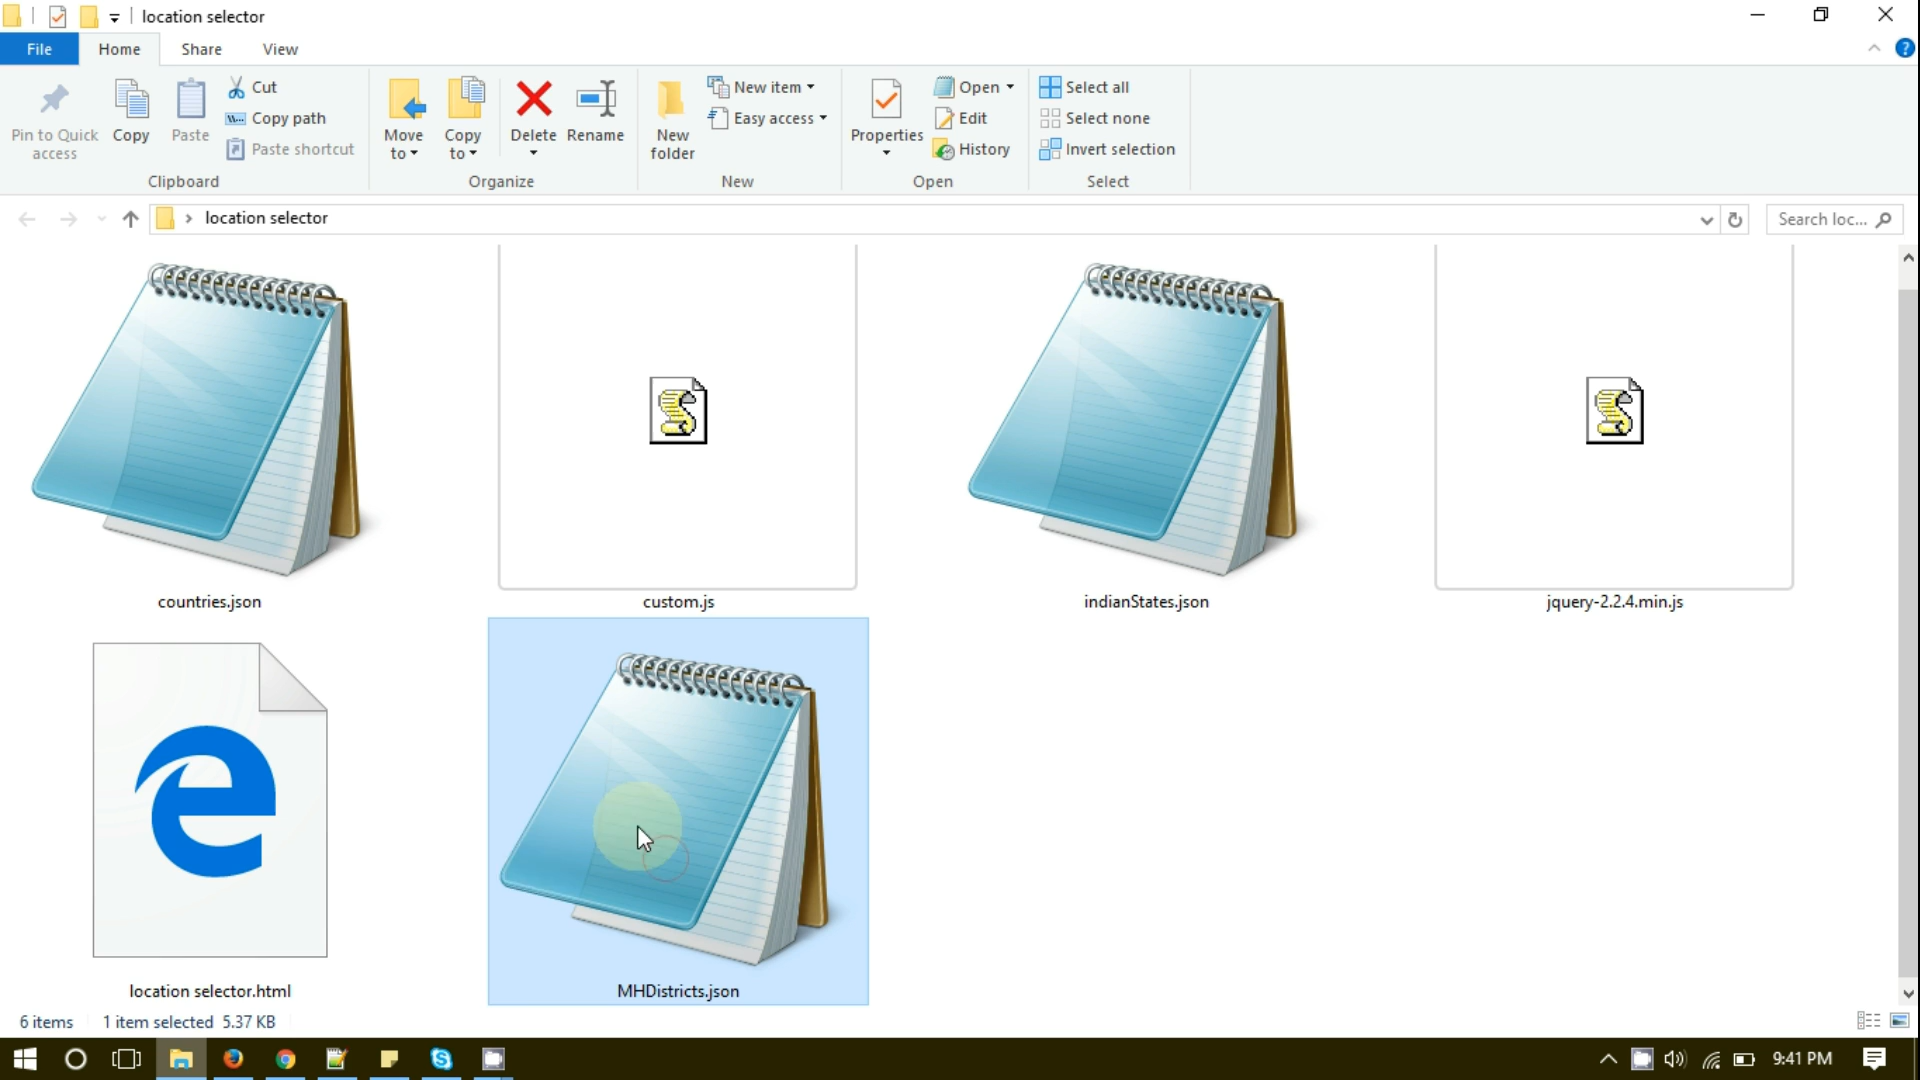 location selector
File Home Share View
Pin to Quick access
Copy
Paste
Cut
Copy path
Paste shortcut
Clipboard
Move to
Copy to
Delete
Rename
Organize
New folder
New item
Easy access
New
Properties
Open
Edit
History
Open
Select all
Select none
Invert selection
Select
location selector
Search loc...
countries.json
custom.js
indianStates.json
jquery-2.2.4.min.js
location selector.html
MHDistricts.json
6 items 1 item selected 5.37 KB
9:41 PM